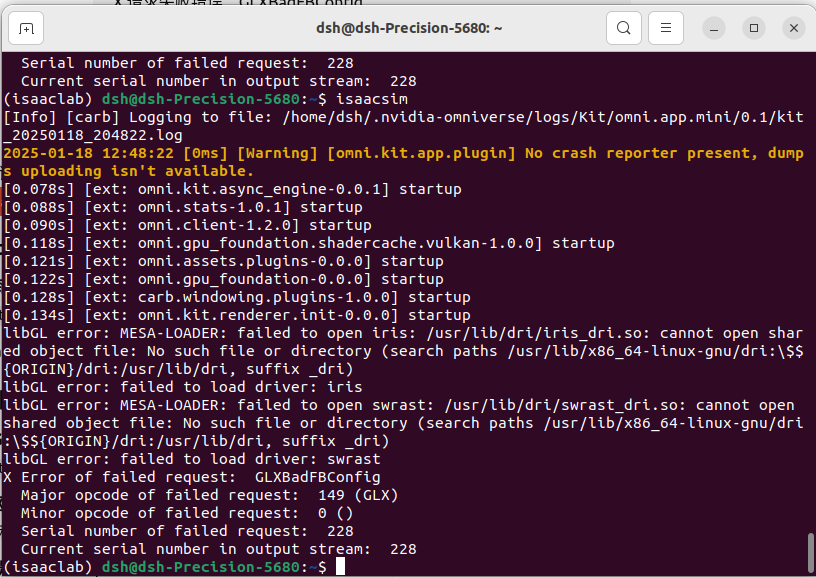 X 请求失败错误　GLXBadFBConfig
dsh@dsh-Precision-5680: ~
  Serial number of failed request:  228
  Current serial number in output stream:  228
(isaaclab) dsh@dsh-Precision-5680:~$ isaacsim
[Info] [carb] Logging to file: /home/dsh/.nvidia-omniverse/logs/Kit/omni.app.mini/0.1/kit
_20250118_204822.log
2025-01-18 12:48:22 [0ms] [Warning] [omni.kit.app.plugin] No crash reporter present, dump
s uploading isn't available.
[0.078s] [ext: omni.kit.async_engine-0.0.1] startup
[0.088s] [ext: omni.stats-1.0.1] startup
[0.090s] [ext: omni.client-1.2.0] startup
[0.118s] [ext: omni.gpu_foundation.shadercache.vulkan-1.0.0] startup
[0.121s] [ext: omni.assets.plugins-0.0.0] startup
[0.122s] [ext: omni.gpu_foundation-0.0.0] startup
[0.128s] [ext: carb.windowing.plugins-1.0.0] startup
[0.134s] [ext: omni.kit.renderer.init-0.0.0] startup
libGL error: MESA-LOADER: failed to open iris: /usr/lib/dri/iris_dri.so: cannot open shar
ed object file: No such file or directory (search paths /usr/lib/x86_64-linux-gnu/dri:\$$
{ORIGIN}/dri:/usr/lib/dri, suffix _dri)
libGL error: failed to load driver: iris
libGL error: MESA-LOADER: failed to open swrast: /usr/lib/dri/swrast_dri.so: cannot open 
shared object file: No such file or directory (search paths /usr/lib/x86_64-linux-gnu/dri
:\$${ORIGIN}/dri:/usr/lib/dri, suffix _dri)
libGL error: failed to load driver: swrast
X Error of failed request:  GLXBadFBConfig
  Major opcode of failed request:  149 (GLX)
  Minor opcode of failed request:  0 ()
  Serial number of failed request:  228
  Current serial number in output stream:  228
(isaaclab) dsh@dsh-Precision-5680:~$